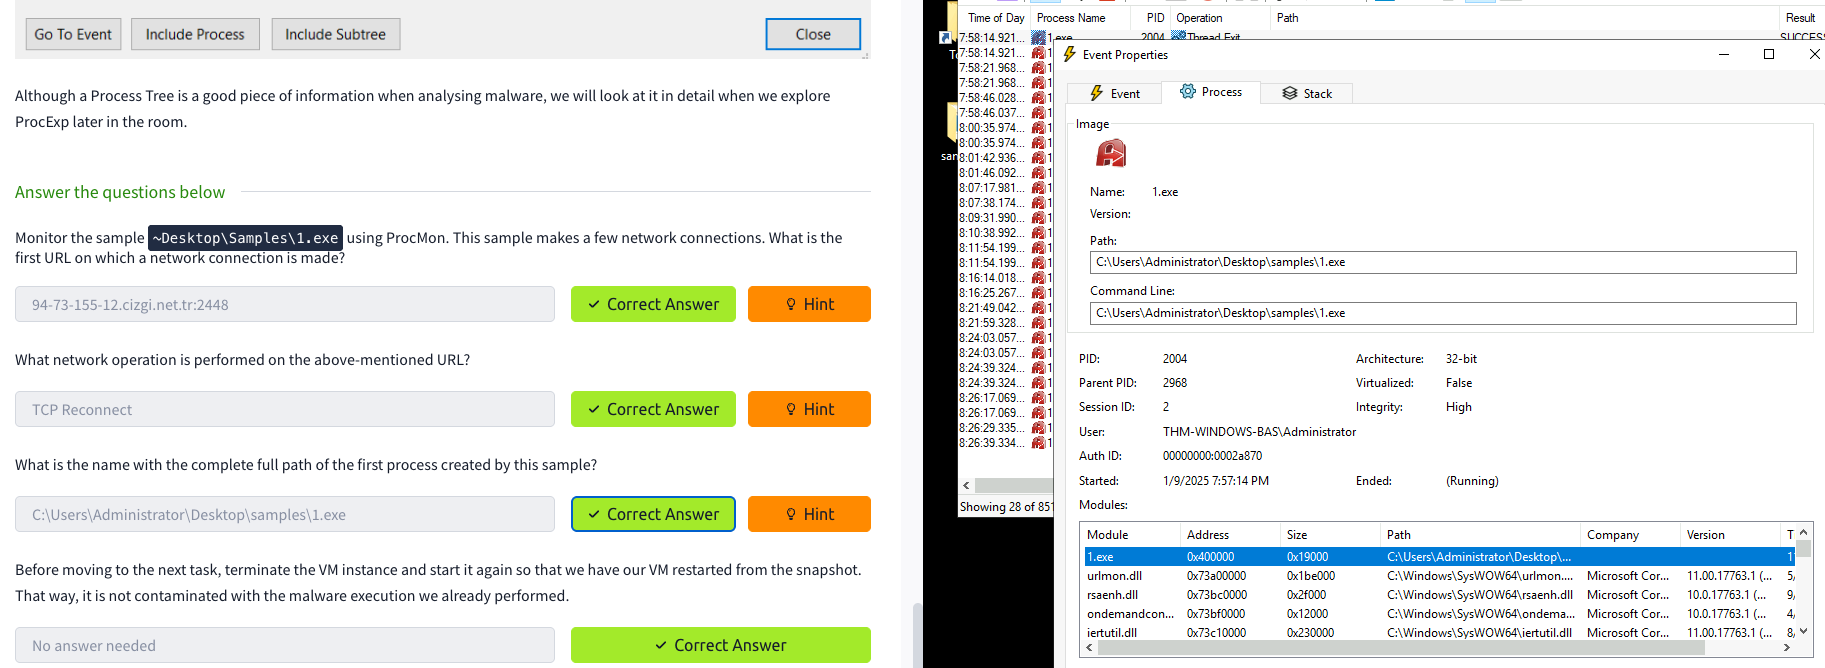 Go To Event
Include Process
Include Subtree
Close
Although a Process Tree is a good piece of information when analysing malware, we will look at it in detail when we explore
ProcExp later in the room.
Answer the questions below
Monitor the sample ~Desktop\Samples\1.exe using ProcMon. This sample makes a few network connections. What is the
first URL on which a network connection is made?
94-73-155-12.cizgi.net.tr:2448
Correct Answer
Hint
What network operation is performed on the above-mentioned URL?
TCP Reconnect
Correct Answer
Hint
What is the name with the complete full path of the first process created by this sample?
C:\Users\Administrator\Desktop\samples\1.exe
Correct Answer
Hint
Before moving to the next task, terminate the VM instance and start it again so that we have our VM restarted from the snapshot.
That way, it is not contaminated with the malware execution we already performed.
No answer needed
Correct Answer
Time of Day Process Name PID Operation Path Result
7:58:14.921... 1.exe 2004 Thread Exit SUCCES
7:58:14.921...
7:58:21.968...
7:58:21.968...
7:58:46.028...
7:58:46.037...
8:00:35.974...
8:00:35.974...
8:01:42.936...
8:01:46.092...
8:07:17.981...
8:07:38.174...
8:09:31.990...
8:10:38.992...
8:11:54.199...
8:11:54.199...
8:16:14.018...
8:16:25.267...
8:21:49.042...
8:21:59.328...
8:24:03.057...
8:24:03.057...
8:24:39.324...
8:24:39.324...
8:26:17.069...
8:26:17.069...
8:26:29.335...
8:26:39.334...
Showing 28 of 851
Event Properties
Event
Process
Stack
Image
Name: 1.exe
Version:
Path:
C:\Users\Administrator\Desktop\samples\1.exe
Command Line:
C:\Users\Administrator\Desktop\samples\1.exe
PID: 2004 Architecture: 32-bit
Parent PID: 2968 Virtualized: False
Session ID: 2 Integrity: High
User: THM-WINDOWS-BAS\Administrator
Auth ID: 00000000:0002a870
Started: 1/9/2025 7:57:14 PM Ended: (Running)
Modules:
Module Address Size Path Company Version T
1.exe 0x400000 0x19000 C:\Users\Administrator\Desktop\...
urlmon.dll 0x73a00000 0x1be000 C:\Windows\SysWOW64\urlmon.... Microsoft Cor... 11.00.17763.1 (... 5/
rsaenh.dll 0x73bc0000 0x2f000 C:\Windows\SysWOW64\rsaenh.dll Microsoft Cor... 10.0.17763.1 (... 9/
ondemandcon... 0x73bf0000 0x12000 C:\Windows\SysWOW64\ondema... Microsoft Cor... 10.0.17763.1 (... 4/
iertutil.dll 0x73c10000 0x230000 C:\Windows\SysWOW64\iertutil.dll Microsoft Cor... 11.00.17763.1 (... 8/